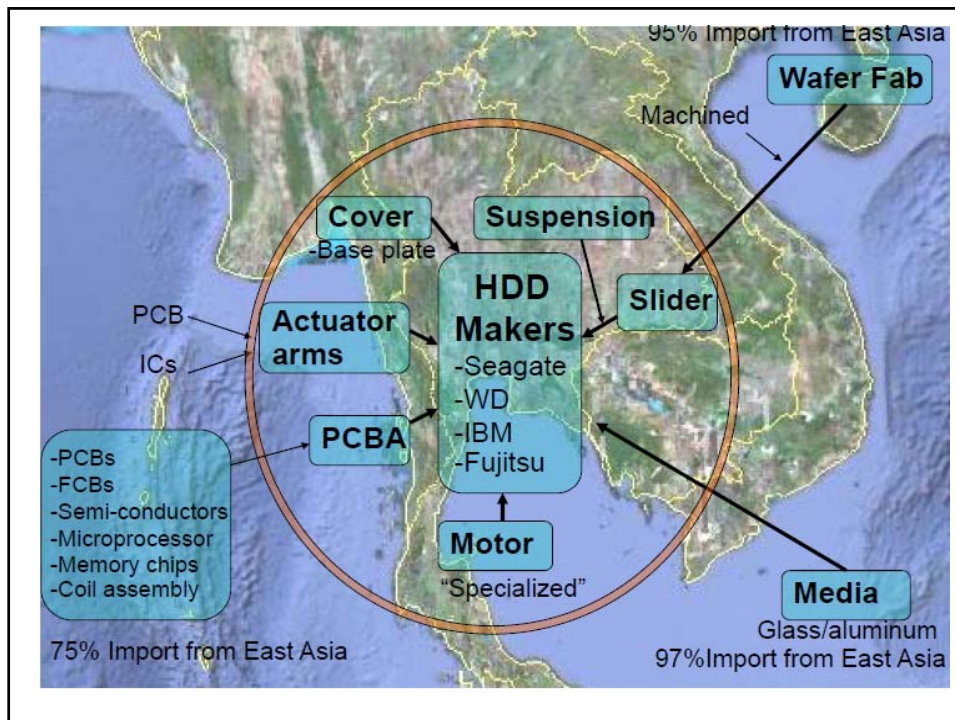 95% Import from East Asia
Wafer Fab
Machined
Cover
-Base plate
Suspension
HDD
Makers
-Seagate
-WD
-IBM
-Fujitsu
Slider
PCB
ICs
Actuator
arms
PCBA
-PCBs
-FCBs
-Semi-conductors
-Microprocessor
-Memory chips
-Coil assembly
75% Import from East Asia
Motor
“Specialized”
Media
Glass/aluminum
97%Import from East Asia